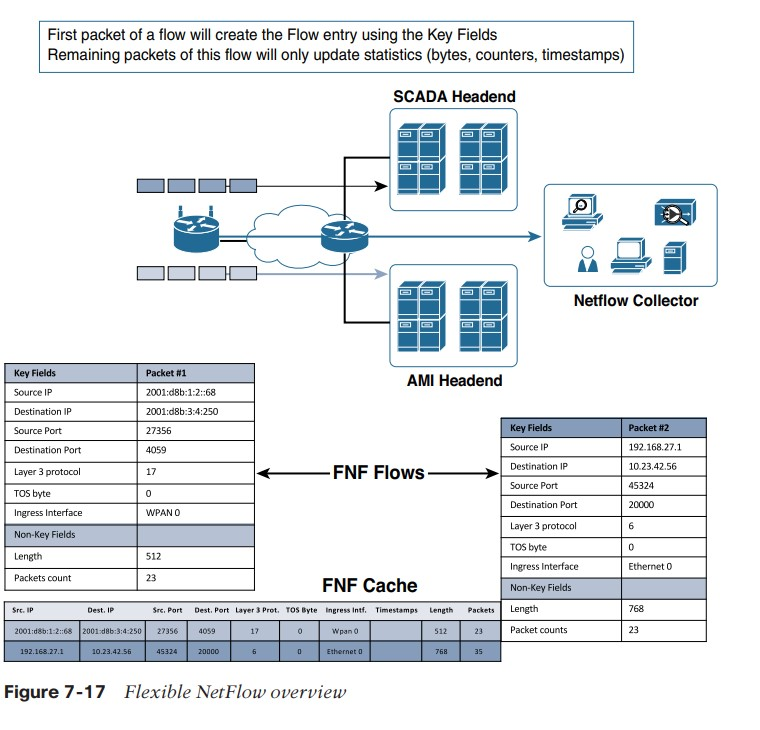 First packet of a flow will create the Flow entry using the Key Fields
Remaining packets of this flow will only update statistics (bytes, counters, timestamps)
SCADA Headend
Netflow Collector
AMI Headend
Key Fields Packet #1
Source IP 2001:d8b:1:2::68
Destination IP 2001:d8b:3:4:250
Source Port 27356
Destination Port 4059
Layer 3 protocol 17
TOS byte 0
Ingress Interface WPAN 0
Non-Key Fields
Length 512
Packets count 23
FNF Flows
Key Fields Packet #2
Source IP 192.168.27.1
Destination IP 10.23.42.56
Source Port 45324
Destination Port 20000
Layer 3 protocol 6
TOS byte 0
Ingress Interface Ethernet 0
Non-Key Fields
Length 768
Packet counts 23
FNF Cache
Src. IP Dest. IP Src. Port Dest. Port Layer 3 Prot. TOS Byte Ingress Intf. Timestamps Length Packets
2001:d8b:1:2::68 2001:d8b:3:4:250 27356 4059 17 0 Wpan 0 512 23
192.168.27.1 10.23.42.56 45324 20000 6 0 Ethernet 0 768 35
Figure 7-17 Flexible NetFlow overview